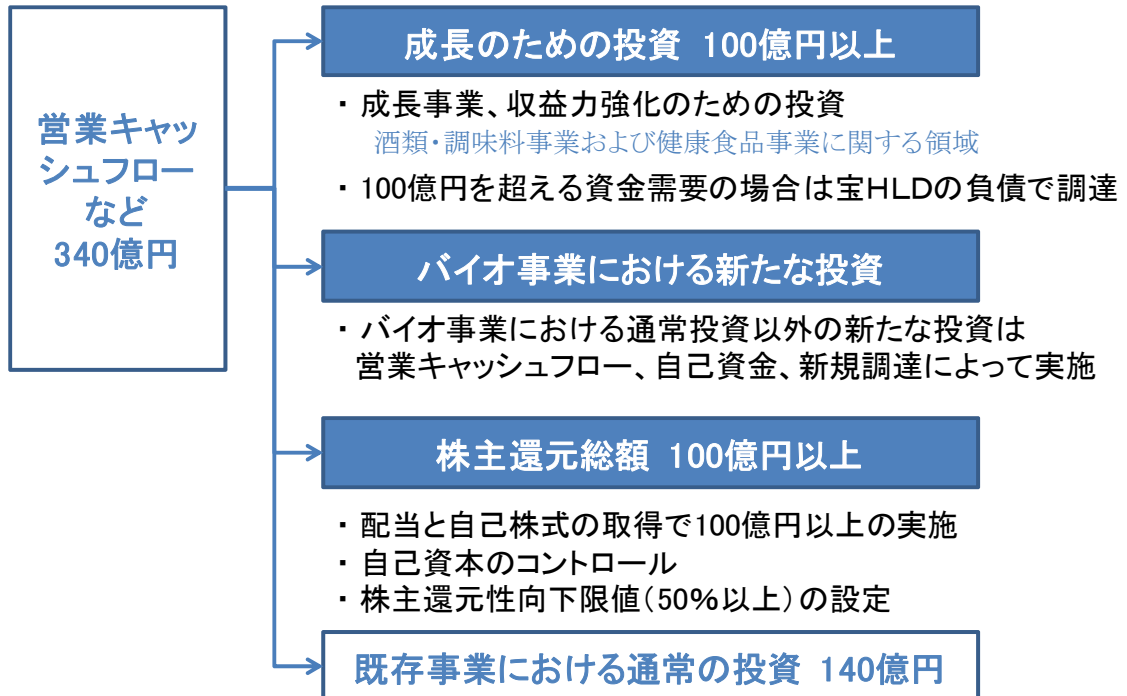 営業キャッ
シュフロー
など
340億円
成長のための投資 100億円以上
・ 成長事業、収益力強化のための投資
酒類・調味料事業および健康食品事業に関する領域
・ 100億円を超える資金需要の場合は宝HLDの負債で調達
バイオ事業における新たな投資
・ バイオ事業における通常投資以外の新たな投資は
営業キャッシュフロー、自己資金、新規調達によって実施
株主還元総額 100億円以上
・ 配当と自己株式の取得で100億円以上の実施
・ 自己資本のコントロール
・ 株主還元性向下限値(50%以上)の設定
既存事業における通常の投資 140億円